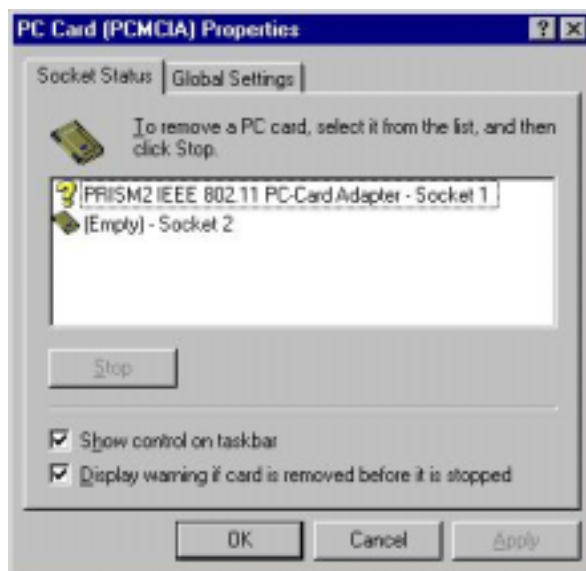 PC Card (PCMCIA) Properties
Socket Status
Global Settings
To remove a PC card, select it from the list, and then
click Stop.
PRISM2 IEEE 802.11 PC-Card Adapter - Socket 1
(Empty) - Socket 2
Stop
Show control on taskbar
Display warning if card is removed before it is stopped
OK
Cancel
Apply